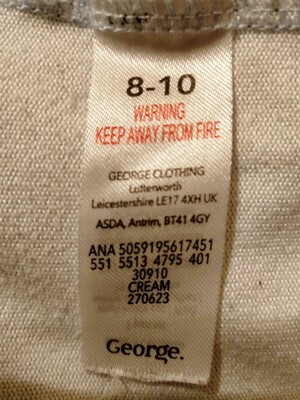 8-10
WARNING
KEEP AWAY FROM FIRE
GEORGE CLOTHING
Lutterworth
Leicestershire LE17 4XH UK
ASDA, Antrim, BT41 4GY
ANA 5059195617451
551 5513 4795 401
30910
CREAM
270623
George.